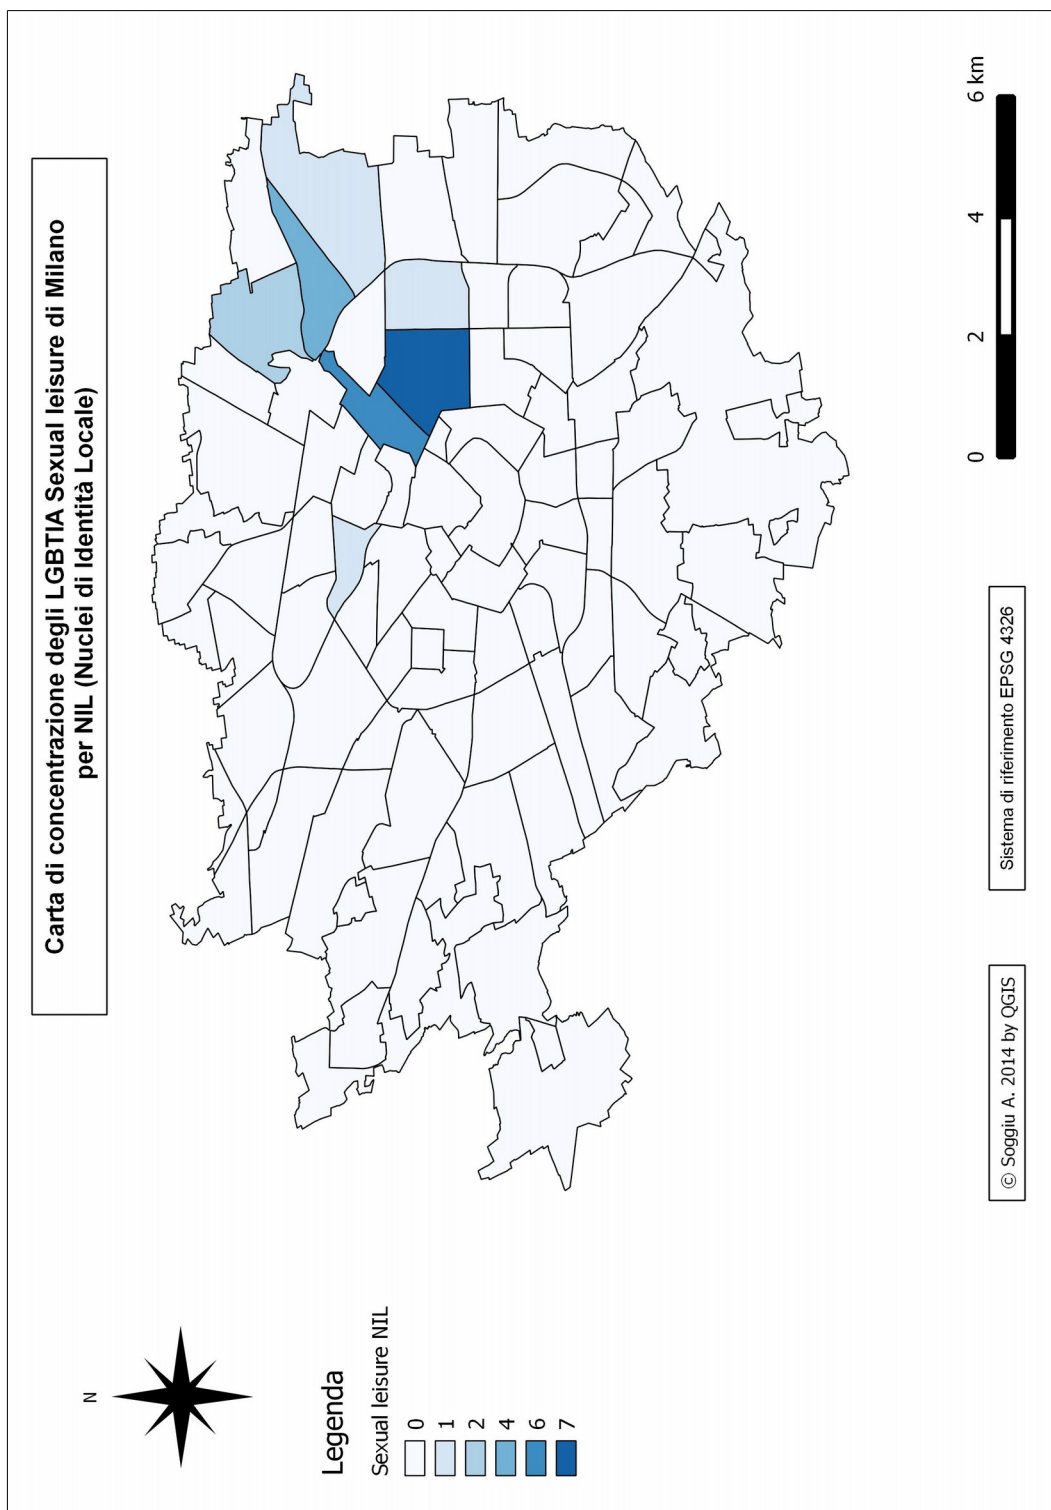 Carta di concentrazione degli LGBTIA Sexual leisure di Milano
per NIL (Nuclei di Identità Locale)
N
Legenda
Sexual leisure NIL
0
1
2
4
6
7
© Soggiu A. 2014 by QGIS
Sistema di riferimento EPSG 4326
0 2 4 6 km